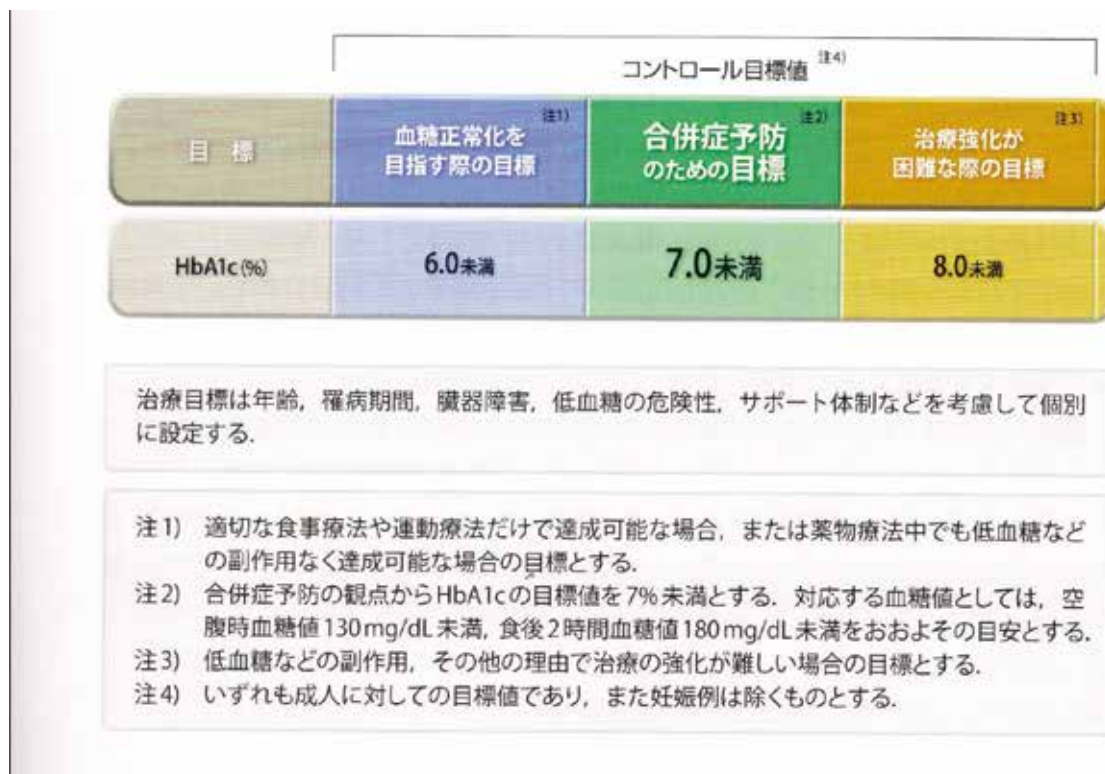 コントロール目標値 注4)
目 標
血糖正常化を 注1)
目指す際の目標
合併症予防 注2)
のための目標
治療強化が 注3)
困難な際の目標
HbA1c(%)
6.0未満
7.0未満
8.0未満
治療目標は年齢，罹病期間，臓器障害，低血糖の危険性，サポート体制などを考慮して個別
に設定する．
注1) 適切な食事療法や運動療法だけで達成可能な場合，または薬物療法中でも低血糖など
の副作用なく達成可能な場合の目標とする．
注2) 合併症予防の観点からHbA1cの目標値を7%未満とする．対応する血糖値としては，空
腹時血糖値130mg/dL未満，食後2時間血糖値180mg/dL未満をおおよその目安とする．
注3) 低血糖などの副作用，その他の理由で治療の強化が難しい場合の目標とする．
注4) いずれも成人に対しての目標値であり，また妊娠例は除くものとする．